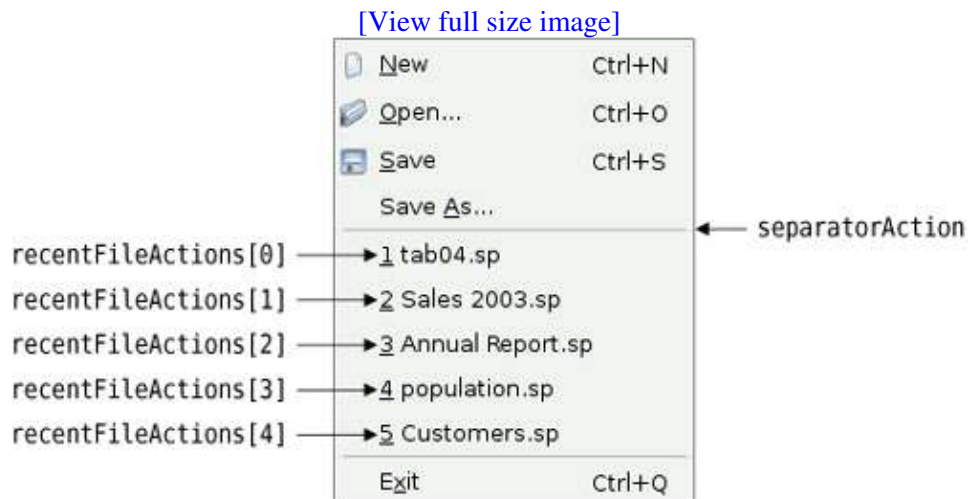 [View full size image]
New Ctrl+N
Open... Ctrl+O
Save Ctrl+S
Save As...
separatorAction
recentFileActions[0] 1 tab04.sp
recentFileActions[1] 2 Sales 2003.sp
recentFileActions[2] 3 Annual Report.sp
recentFileActions[3] 4 population.sp
recentFileActions[4] 5 Customers.sp
Exit Ctrl+Q